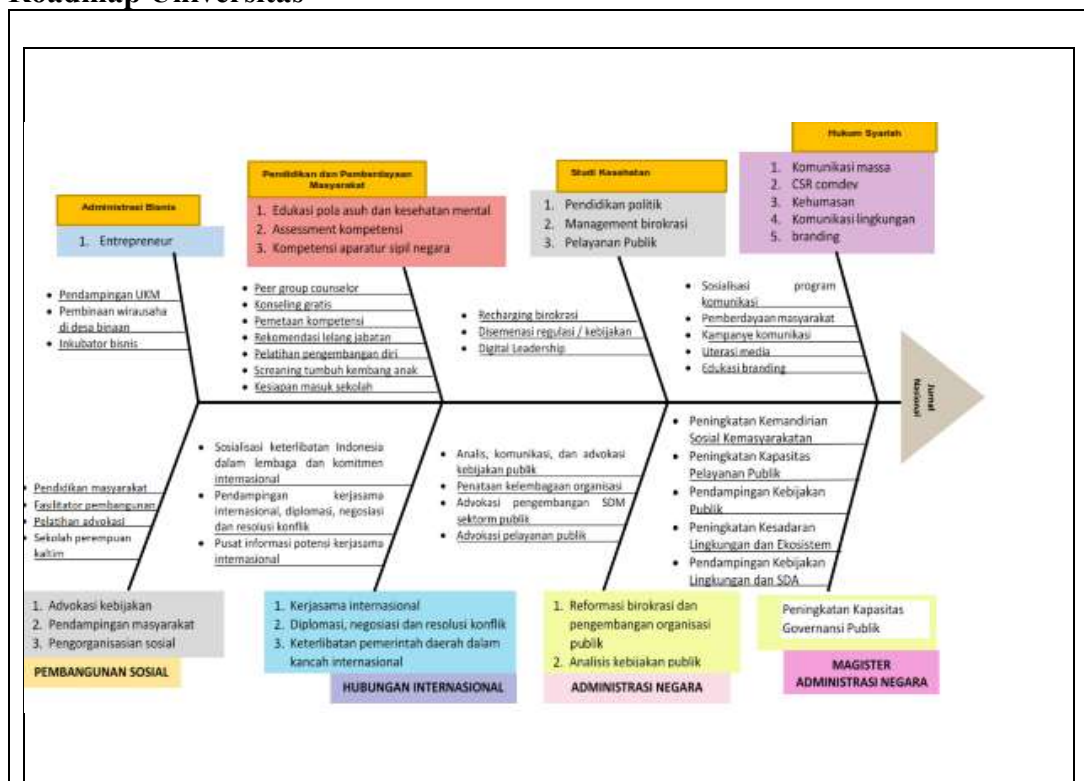 Roadmap Universitas
Hukum Syariah
1. Komunikasi massa
2. CSR comdev
3. Kehumasan
4. Komunikasi lingkungan
5. branding
Pendidikan dan Pemberdayaan
Masyarakat
1. Edukasi pola asuh dan kesehatan mental
2. Assessment kompetensi
3. Kompetensi aparatur sipil negara
Studi Kesehatan
1. Pendidikan politik
2. Management birokrasi
3. Pelayanan Publik
Administrasi Bisnis
1. Entrepreneur
• Pendampingan UKM
• Pembinaan wirausaha
di desa binaan
• Inkubator bisnis
• Peer group counselor
• Konseling gratis
• Pemetaan kompetensi
• Rekomendasi lelang jabatan
• Pelatihan pengembangan diri
• Screaning tumbuh kembang anak
• Kesiapan masuk sekolah
• Recharging birokrasi
• Disemenasi regulasi / kebijakan
• Digital Leadership
• Sosialisasi program
komunikasi
• Pemberdayaan masyarakat
• Kampanye komunikasi
• Literasi media
• Edukasi branding
Jurnal
Nasional
• Pendidikan masyarakat
• Fasilitator pembangunan
• Pelatihan advokasi
• Sekolah perempuan
kaltim
• Sosialisasi keterlibatan Indonesia
dalam lembaga dan komitmen
internasional
• Pendampingan kerjasama
internasional, diplomasi, negosiasi
dan resolusi konflik
• Pusat informasi potensi kerjasama
internasional
• Analis, komunikasi, dan advokasi
kebijakan publik
• Penataan kelembagaan organisasi
• Advokasi pengembangan SDM
sektorm publik
• Advokasi pelayanan publik
• Peningkatan Kemandirian
Sosial Kemasyarakatan
• Peningkatan Kapasitas
Pelayanan Publik
• Pendampingan Kebijakan
Publik
• Peningkatan Kesadaran
Lingkungan dan Ekosistem
• Pendampingan Kebijakan
Lingkungan dan SDA
1. Advokasi kebijakan
2. Pendampingan masyarakat
3. Pengorganisasian sosial
PEMBANGUNAN SOSIAL
1. Kerjasama internasional
2. Diplomasi, negosiasi dan resolusi konflik
3. Keterlibatan pemerintah daerah dalam
kancah internasional
HUBUNGAN INTERNASIONAL
1. Reformasi birokrasi dan
pengembangan organisasi
publik
2. Analisis kebijakan publik
ADMINISTRASI NEGARA
Peningkatan Kapasitas
Governansi Publik
MAGISTER
ADMINISTRASI NEGARA